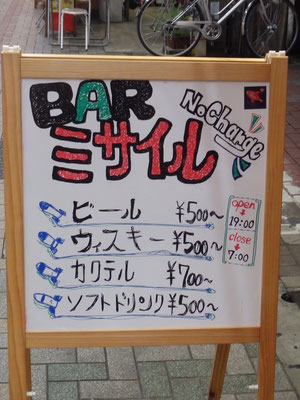 BAR
No Charge
ミサイル
ビール ¥500〜
ウィスキー ¥500〜
カクテル ¥700〜
ソフトドリンク ¥500〜
open
19:00
close
7:00